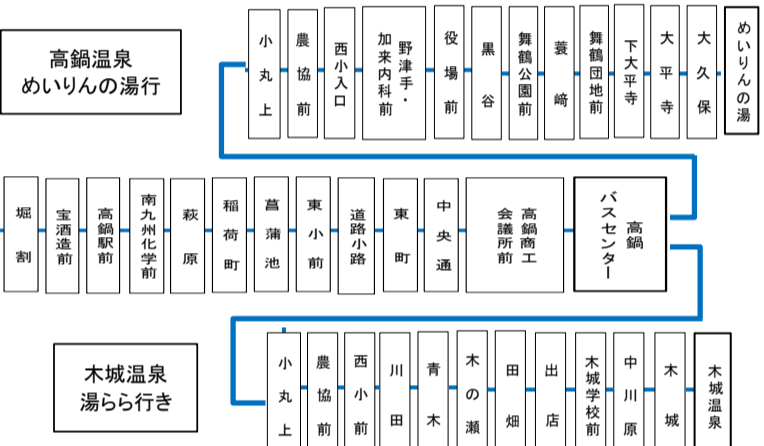 高鍋温泉
めいりんの湯行
小丸上
農協前
西小入口
野津手・
加来内科前
役場前
黒谷
舞鶴公園前
蓑﨑
舞鶴団地前
下大平寺
大平寺
大久保
めいりんの湯
堀割
宝酒造前
高鍋駅前
南九州化学前
萩原
稲荷町
菖蒲池
東小前
道路小路
東町
中央通
高鍋商工
会議所前
高鍋
バスセンター
木城温泉
湯らら行き
小丸上
農協前
西小前
川田
青木
木の瀬
田畑
出店
木城学校前
中川原
木城
木城温泉